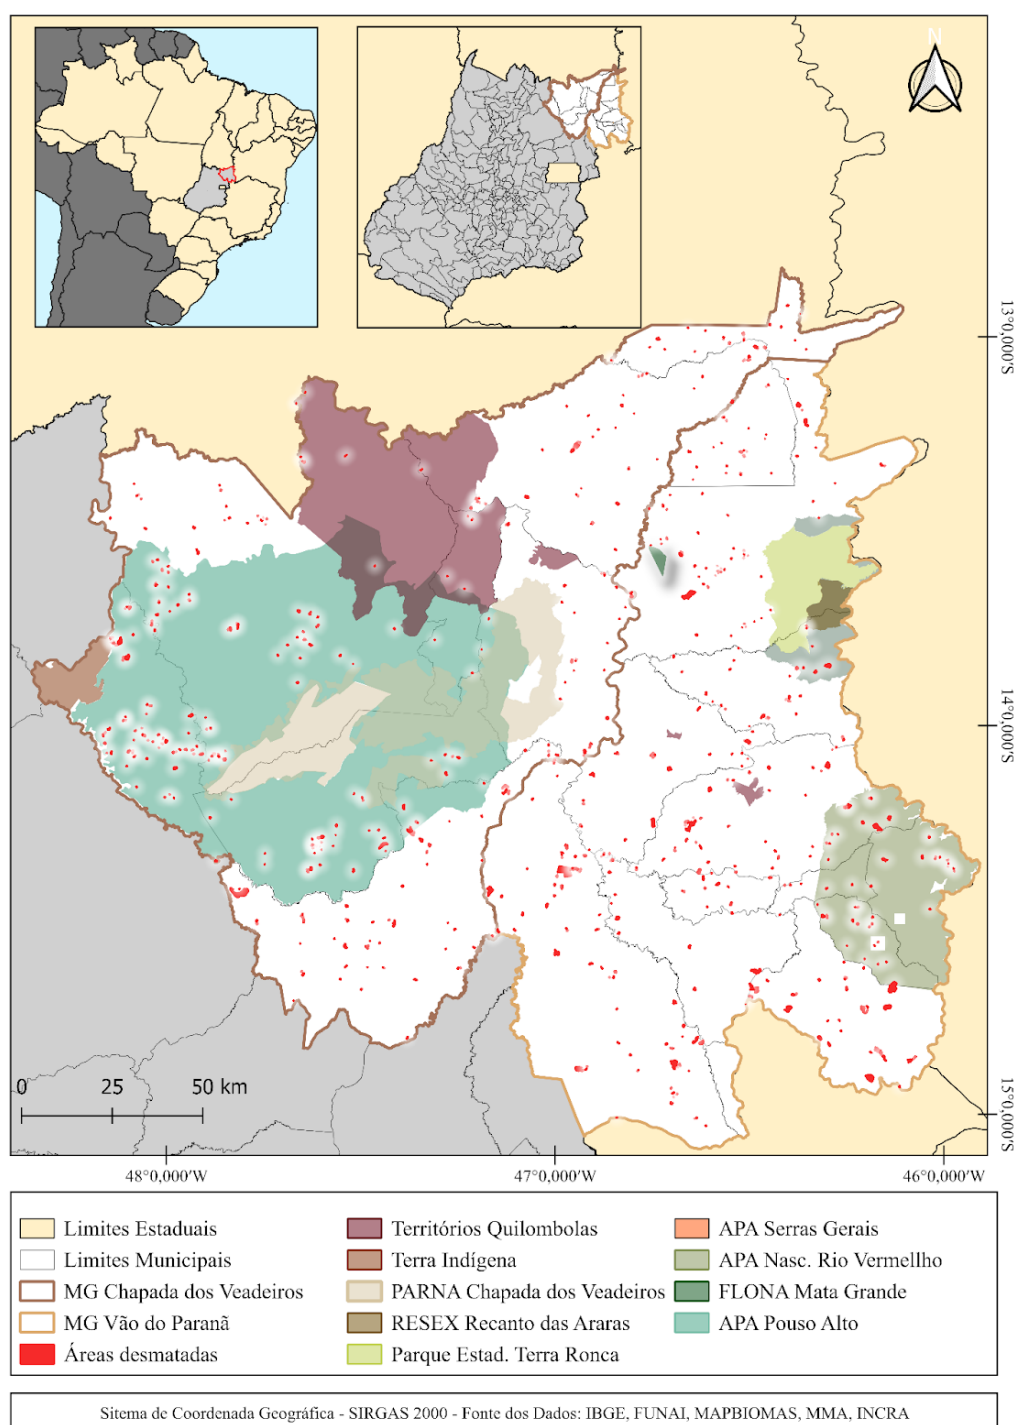 N
13°0,000'S
14°0,000'S
15°0,000'S
0 25 50 km
48°0,000'W 47°0,000'W 46°0,000'W
Limites Estaduais
Limites Municipais
MG Chapada dos Veadeiros
MG Vão do Paranã
Áreas desmatadas
Territórios Quilombolas
Terra Indígena
PARNA Chapada dos Veadeiros
RESEX Recanto das Araras
Parque Estad. Terra Ronca
APA Serras Gerais
APA Nasc. Rio Vermellho
FLONA Mata Grande
APA Pouso Alto
Sitema de Coordenada Geográfica - SIRGAS 2000 - Fonte dos Dados: IBGE, FUNAI, MAPBIOMAS, MMA, INCRA